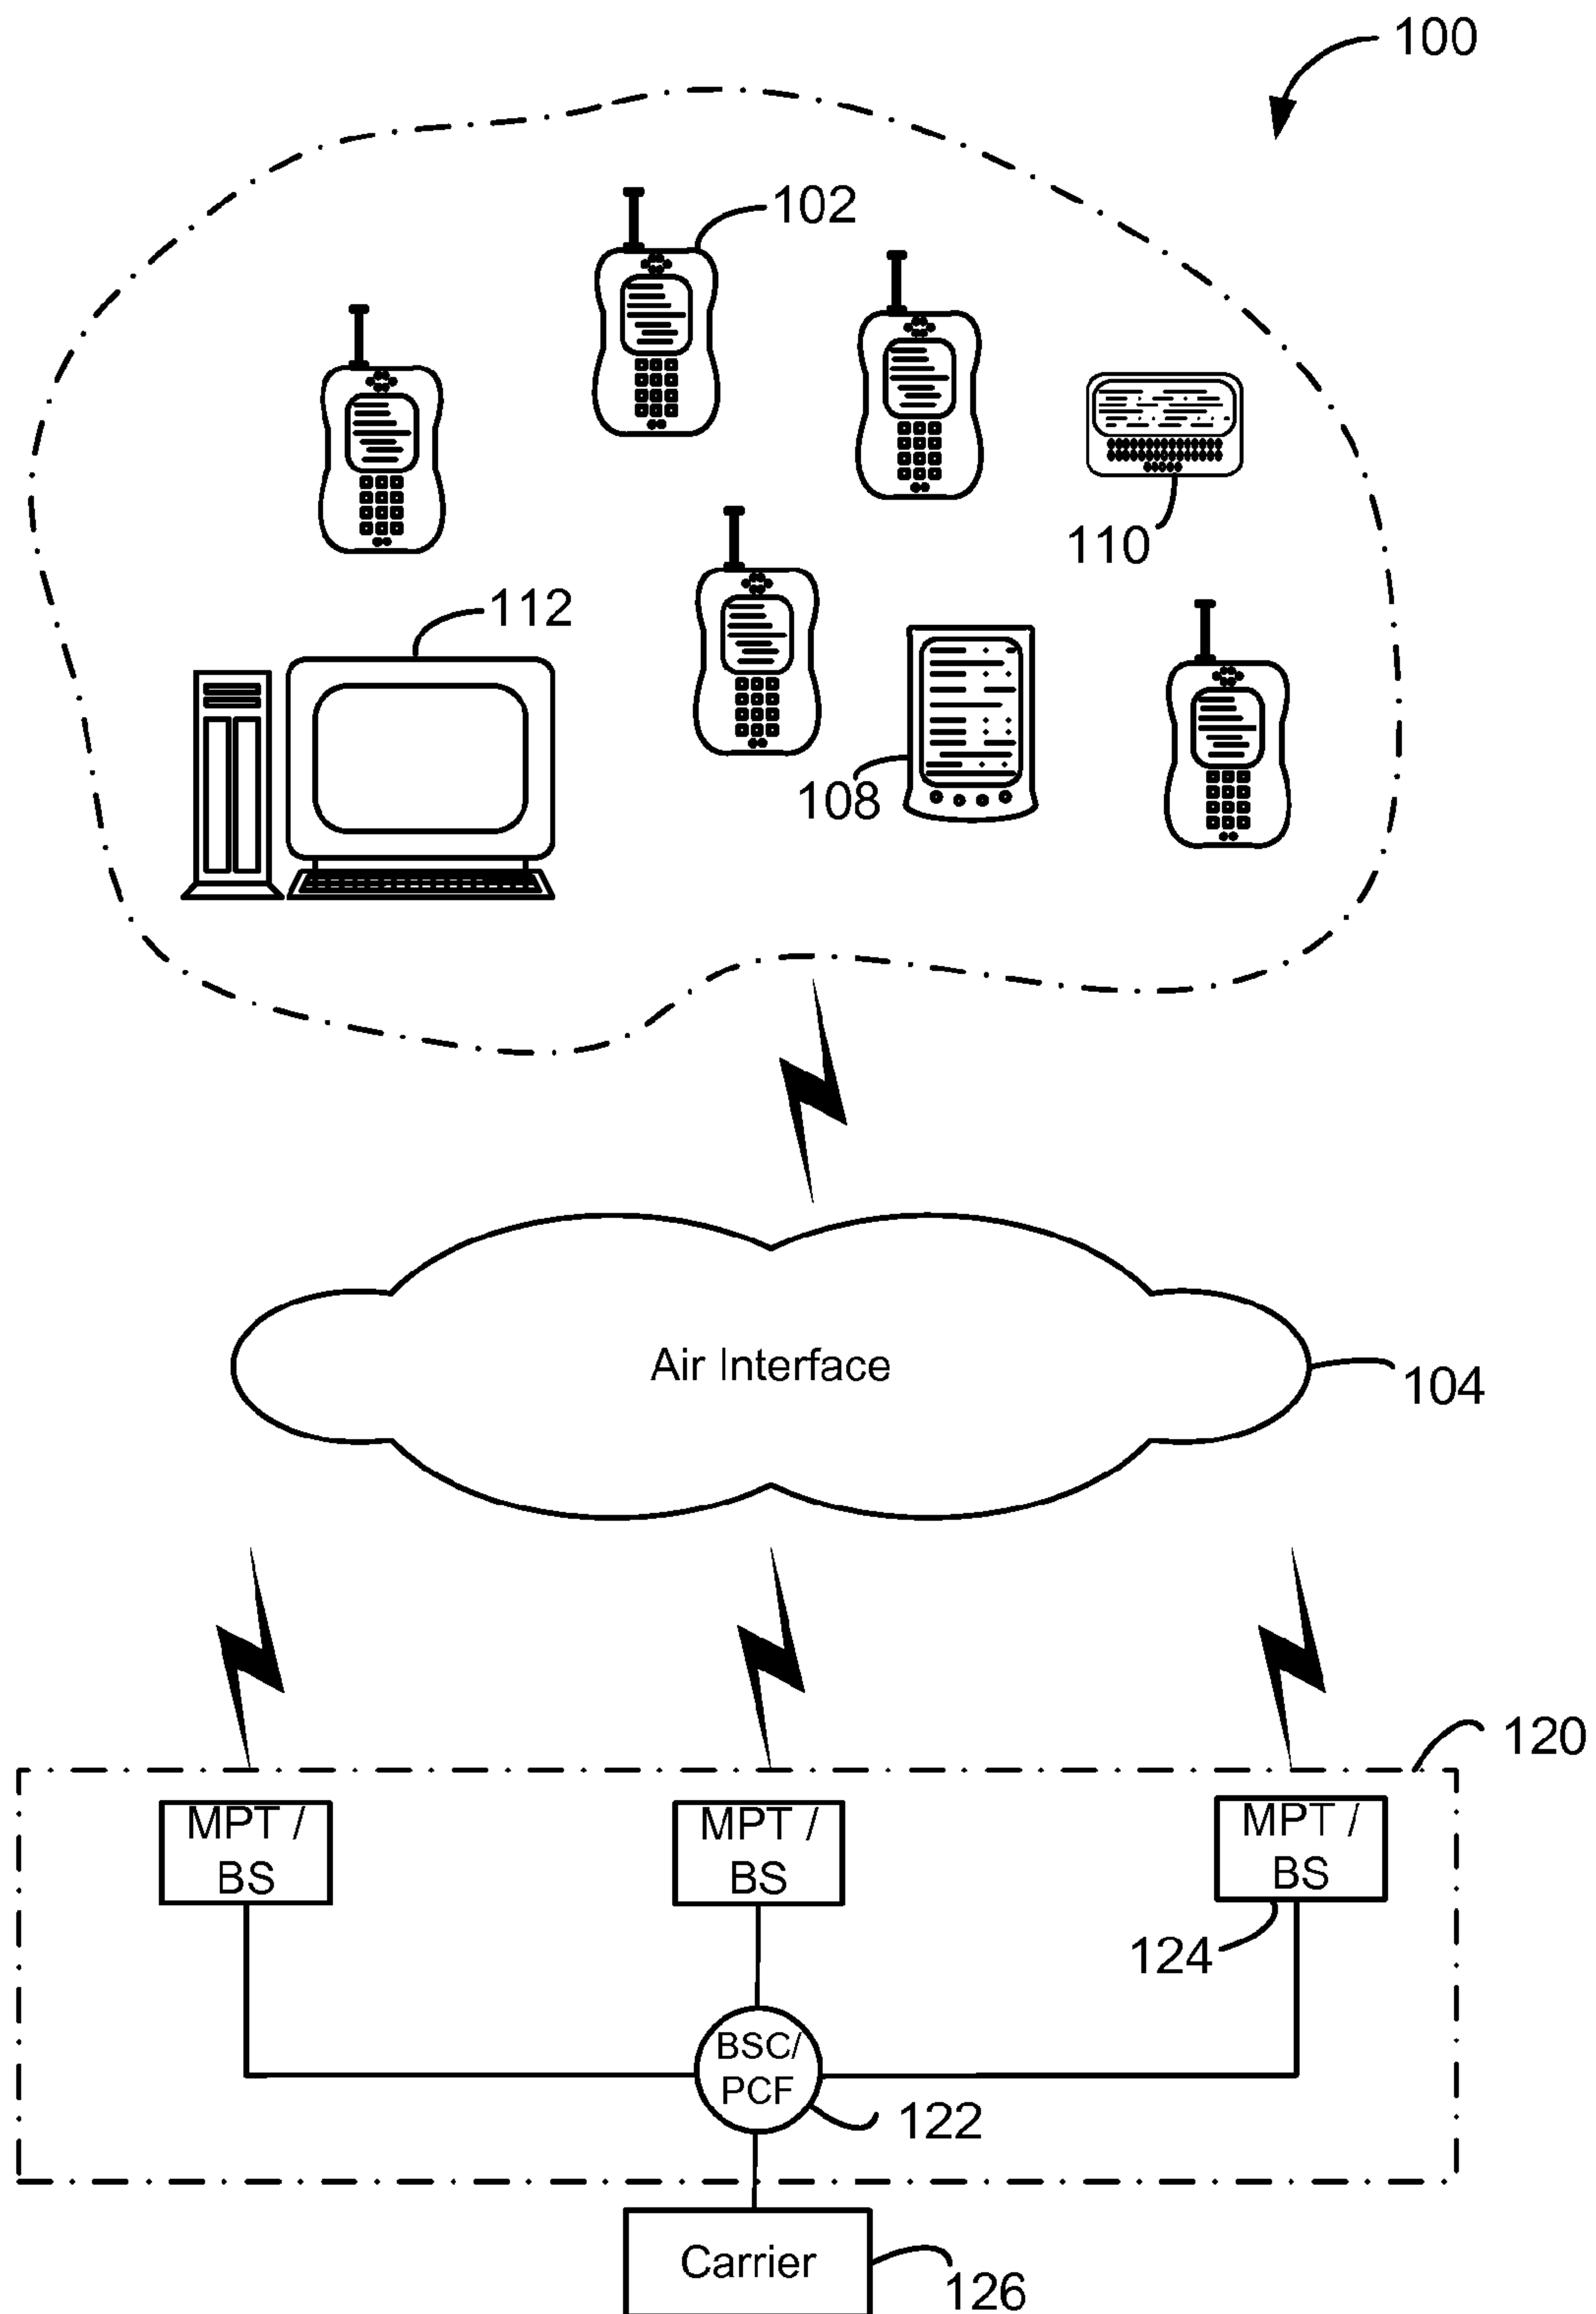 100
102
110
112
108
Air Interface
104
120
MPT /
BS
MPT /
BS
MPT /
BS
124
BSC/
PCF
122
Carrier
126